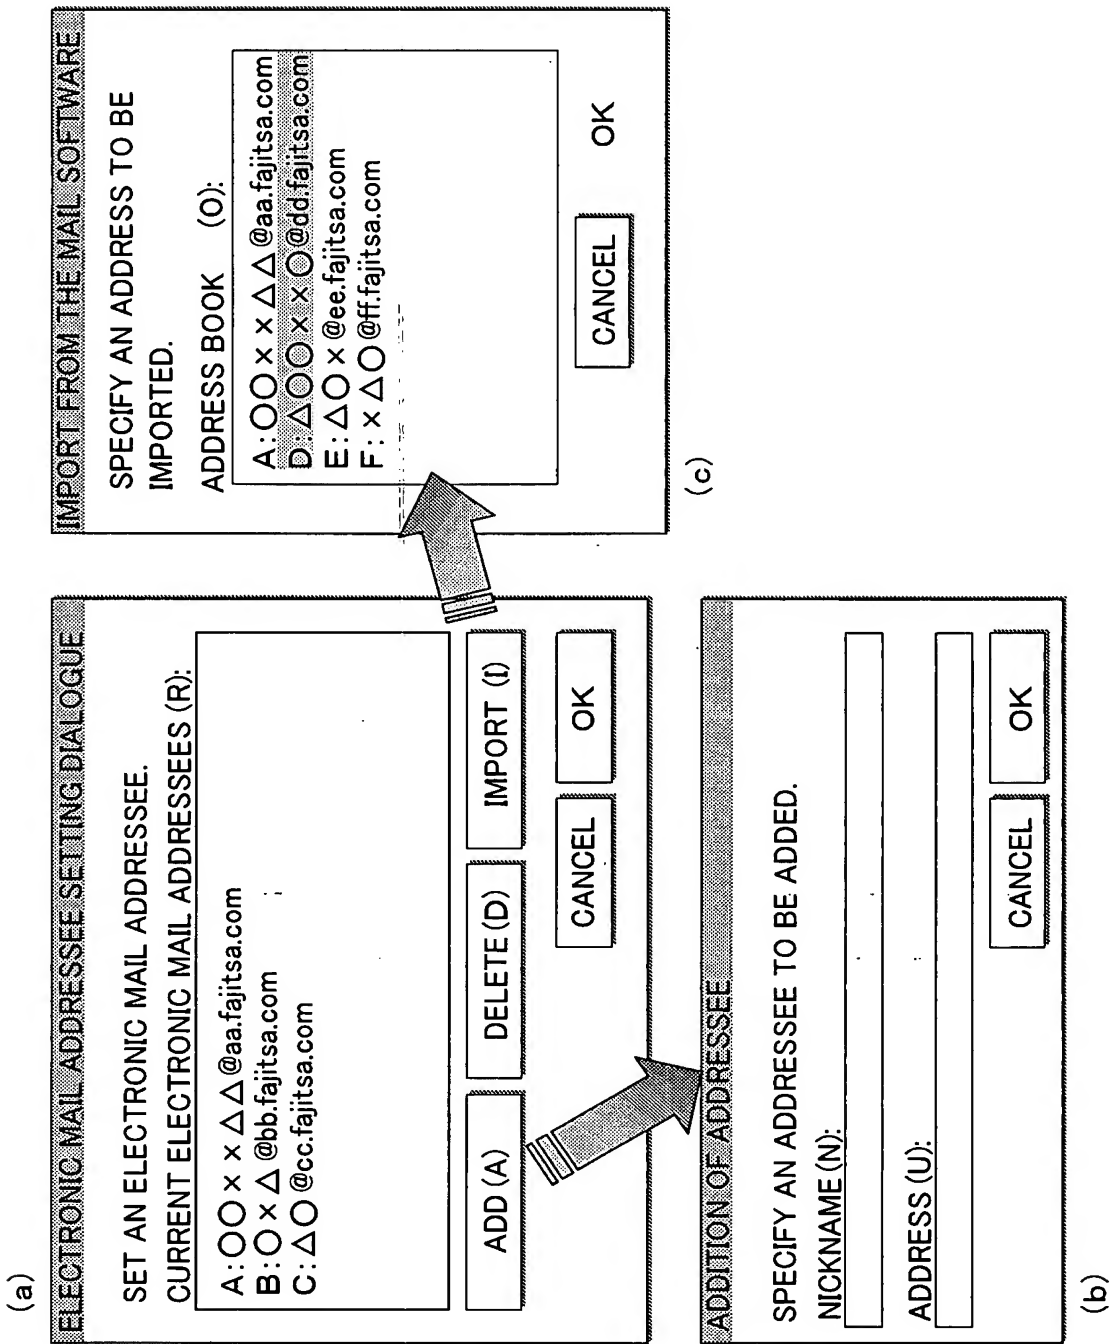 (a)
ELECTRONIC MAIL ADDRESSEE SETTING DIALOGUE
SET AN ELECTRONIC MAIL ADDRESSEE.
CURRENT ELECTRONIC MAIL ADDRESSEES (R):
A:○○××△△@aa.fajitsa.com
B:○×△@bb.fajitsa.com
C:△○@cc.fajitsa.com
ADD (A) DELETE (D) IMPORT (I)
CANCEL OK
(b)
ADDITION OF ADDRESSEE
SPECIFY AN ADDRESSEE TO BE ADDED.
NICKNAME (N):
ADDRESS (U):
CANCEL OK
IMPORT FROM THE MAIL SOFTWARE
SPECIFY AN ADDRESS TO BE
IMPORTED.
ADDRESS BOOK (O):
A:○○××△△@aa.fajitsa.com
D:△○○××○@dd.fajitsa.com
E:△○×@ee.fajitsa.com
F:×△○@ff.fajitsa.com
CANCEL OK
(c)